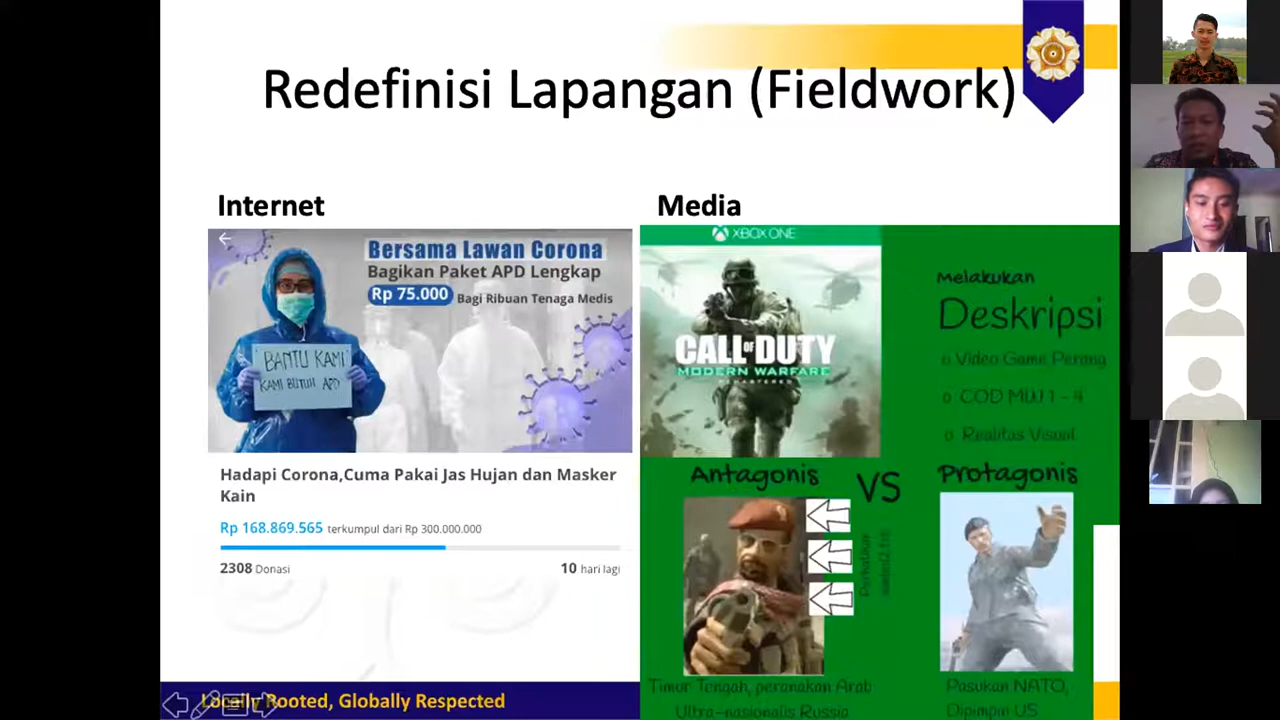 Redefinisi Lapangan (Fieldwork)
Internet
Bersama Lawan Corona
Bagikan Paket APD Lengkap
Rp 75.000 Bagi Ribuan Tenaga Medis
BANTU KAMI
KAMI BUTUH APD
Hadapi Corona,Cuma Pakai Jas Hujan dan Masker
Kain
Rp 168.869.565 terkumpul dari Rp 300.000.000
2308 Donasi
10 hari lagi
Media
XBOX ONE
CALL OF DUTY
MODERN WARFARE
REMASTERED
Melakukan
Deskripsi
o Video Game Perang
o COD MW 1 - 4
o Realitas Visual
Antagonis
VS
Protagonis
Perhatikan
Timur Tengah, peranakan Arab
Ultra-nasionalis Russia
Pasukan NATO,
Dipimpin US
Locally Rooted, Globally Respected